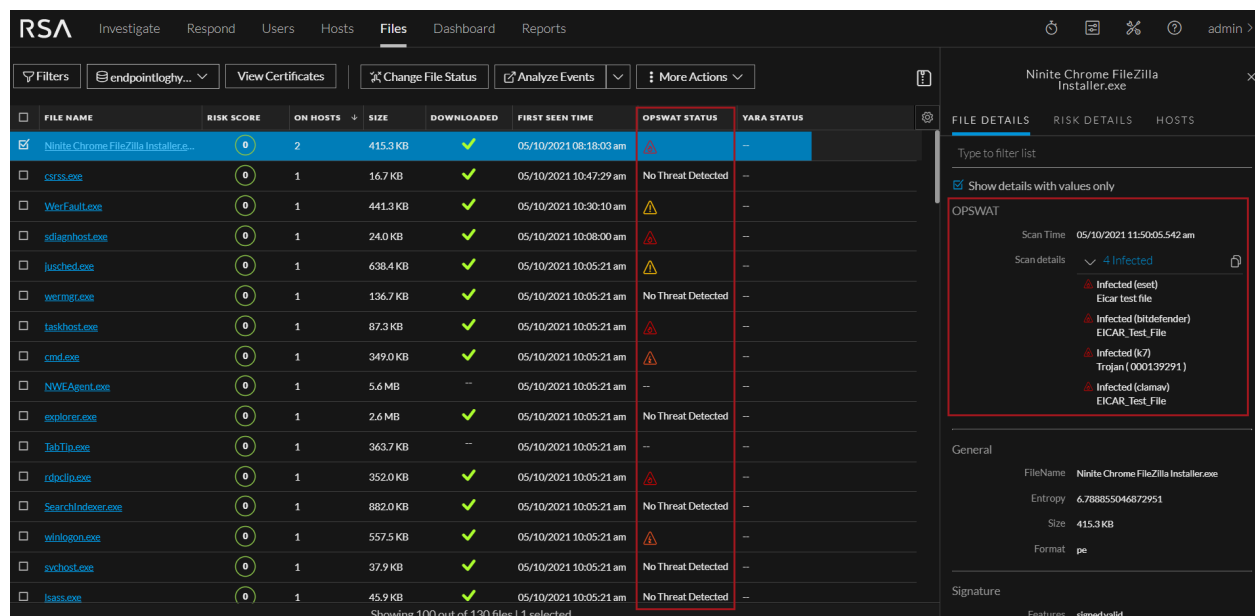 RSA Investigate Respond Users Hosts Files Dashboard Reports admin
Filters endpointloghy... View Certificates Change File Status Analyze Events More Actions
FILE NAME RISK SCORE ON HOSTS SIZE DOWNLOADED FIRST SEEN TIME OPSWAT STATUS YARA STATUS
Ninite Chrome FileZilla Installer.e... 0 2 415.3 KB 05/10/2021 08:18:03 am --
csrss.exe 0 1 16.7 KB 05/10/2021 10:47:29 am No Threat Detected --
WerFault.exe 0 1 441.3 KB 05/10/2021 10:30:10 am --
sdiagnhost.exe 0 1 24.0 KB 05/10/2021 10:08:00 am --
jusched.exe 0 1 638.4 KB 05/10/2021 10:05:21 am --
wermgr.exe 0 1 136.7 KB 05/10/2021 10:05:21 am No Threat Detected --
taskhost.exe 0 1 87.3 KB 05/10/2021 10:05:21 am --
cmd.exe 0 1 349.0 KB 05/10/2021 10:05:21 am --
NWEAgent.exe 0 1 5.6 MB -- 05/10/2021 10:05:21 am -- --
explorer.exe 0 1 2.6 MB 05/10/2021 10:05:21 am No Threat Detected --
TabTip.exe 0 1 363.7 KB -- 05/10/2021 10:05:21 am -- --
rdpclip.exe 0 1 352.0 KB 05/10/2021 10:05:21 am --
SearchIndexer.exe 0 1 882.0 KB 05/10/2021 10:05:21 am No Threat Detected --
winlogon.exe 0 1 557.5 KB 05/10/2021 10:05:21 am --
svchost.exe 0 1 37.9 KB 05/10/2021 10:05:21 am No Threat Detected --
lsass.exe 0 1 45.9 KB 05/10/2021 10:05:21 am No Threat Detected --
Showing 100 out of 130 files | 1 selected
Ninite Chrome FileZilla
Installer.exe
FILE DETAILS RISK DETAILS HOSTS
Type to filter list
Show details with values only
OPSWAT
Scan Time 05/10/2021 11:50:05.542 am
Scan details 4 Infected
Infected (eset)
Eicar test file
Infected (bitdefender)
EICAR_Test_File
Infected (k7)
Trojan ( 000139291 )
Infected (clamav)
EICAR_Test_File
General
FileName Ninite Chrome FileZilla Installer.exe
Entropy 6.788855046872951
Size 415.3 KB
Format pe
Signature
Features signed,valid